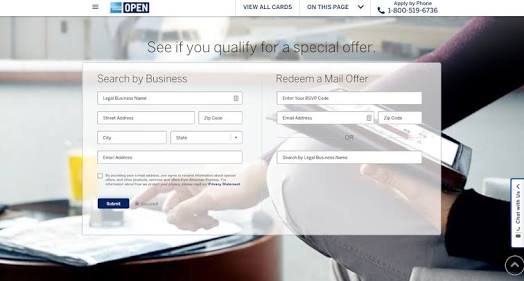 OPEN
VIEW ALL CARDS
ON THIS PAGE
Apply by Phone
1-800-519-6736
See if you qualify for a special offer.
Search by Business
Legal Business Name
Street Address
Zip Code
City
State
Email Address
By providing your e-mail address, you agree to receive information about special
offers, and other products, services and offers from American Express. For
information about how we protect your privacy, please read our Privacy Statement
Submit
Secured
Redeem a Mail Offer
Enter Your RSVP Code
Email Address
Zip Code
OR
Search by Legal Business Name
Chat with Us